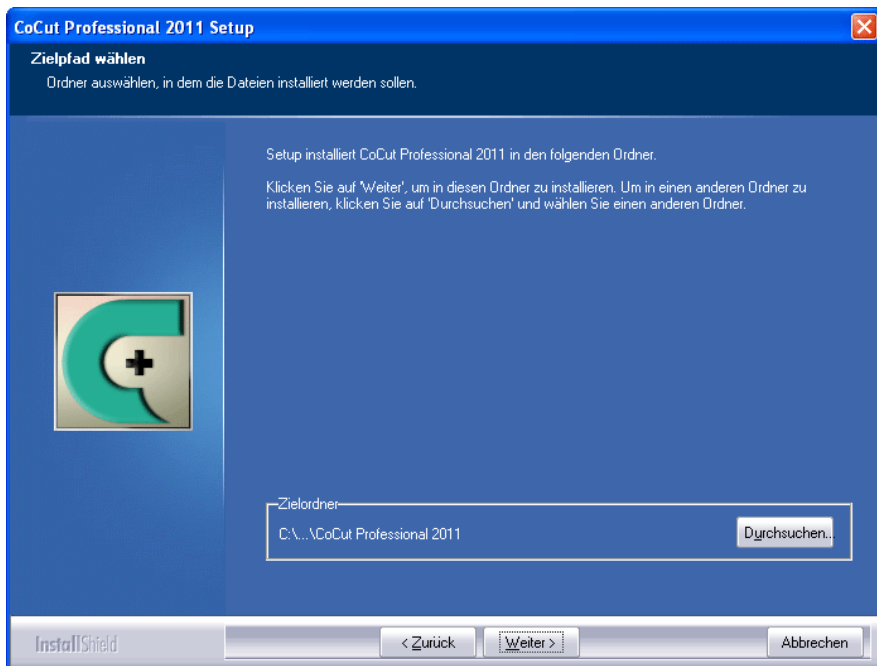 CoCut Professional 2011 Setup
Zielpfad wählen
Ordner auswählen, in dem die Dateien installiert werden sollen.
Setup installiert CoCut Professional 2011 in den folgenden Ordner.
Klicken Sie auf 'Weiter', um in diesen Ordner zu installieren. Um in einen anderen Ordner zu
installieren, klicken Sie auf 'Durchsuchen' und wählen Sie einen anderen Ordner.
Zielordner
C:\...\CoCut Professional 2011
Durchsuchen...
InstallShield
< Zurück
Weiter >
Abbrechen